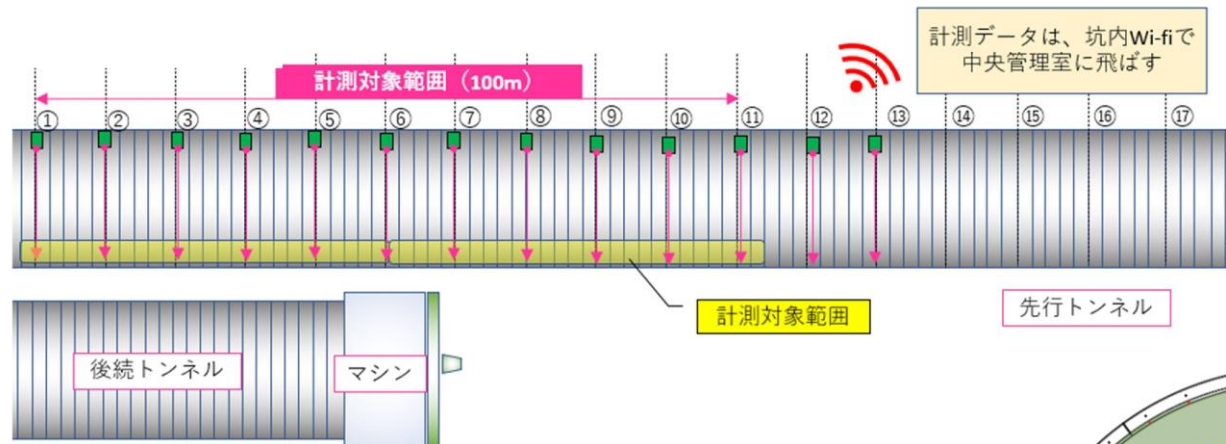 計測データは、坑内Wi-fiで
中央管理室に飛ばす
計測対象範囲（100m）
① ② ③ ④ ⑤ ⑥ ⑦ ⑧ ⑨ ⑩ ⑪ ⑫ ⑬ ⑭ ⑮ ⑯ ⑰
計測対象範囲
先行トンネル
後続トンネル
マシン